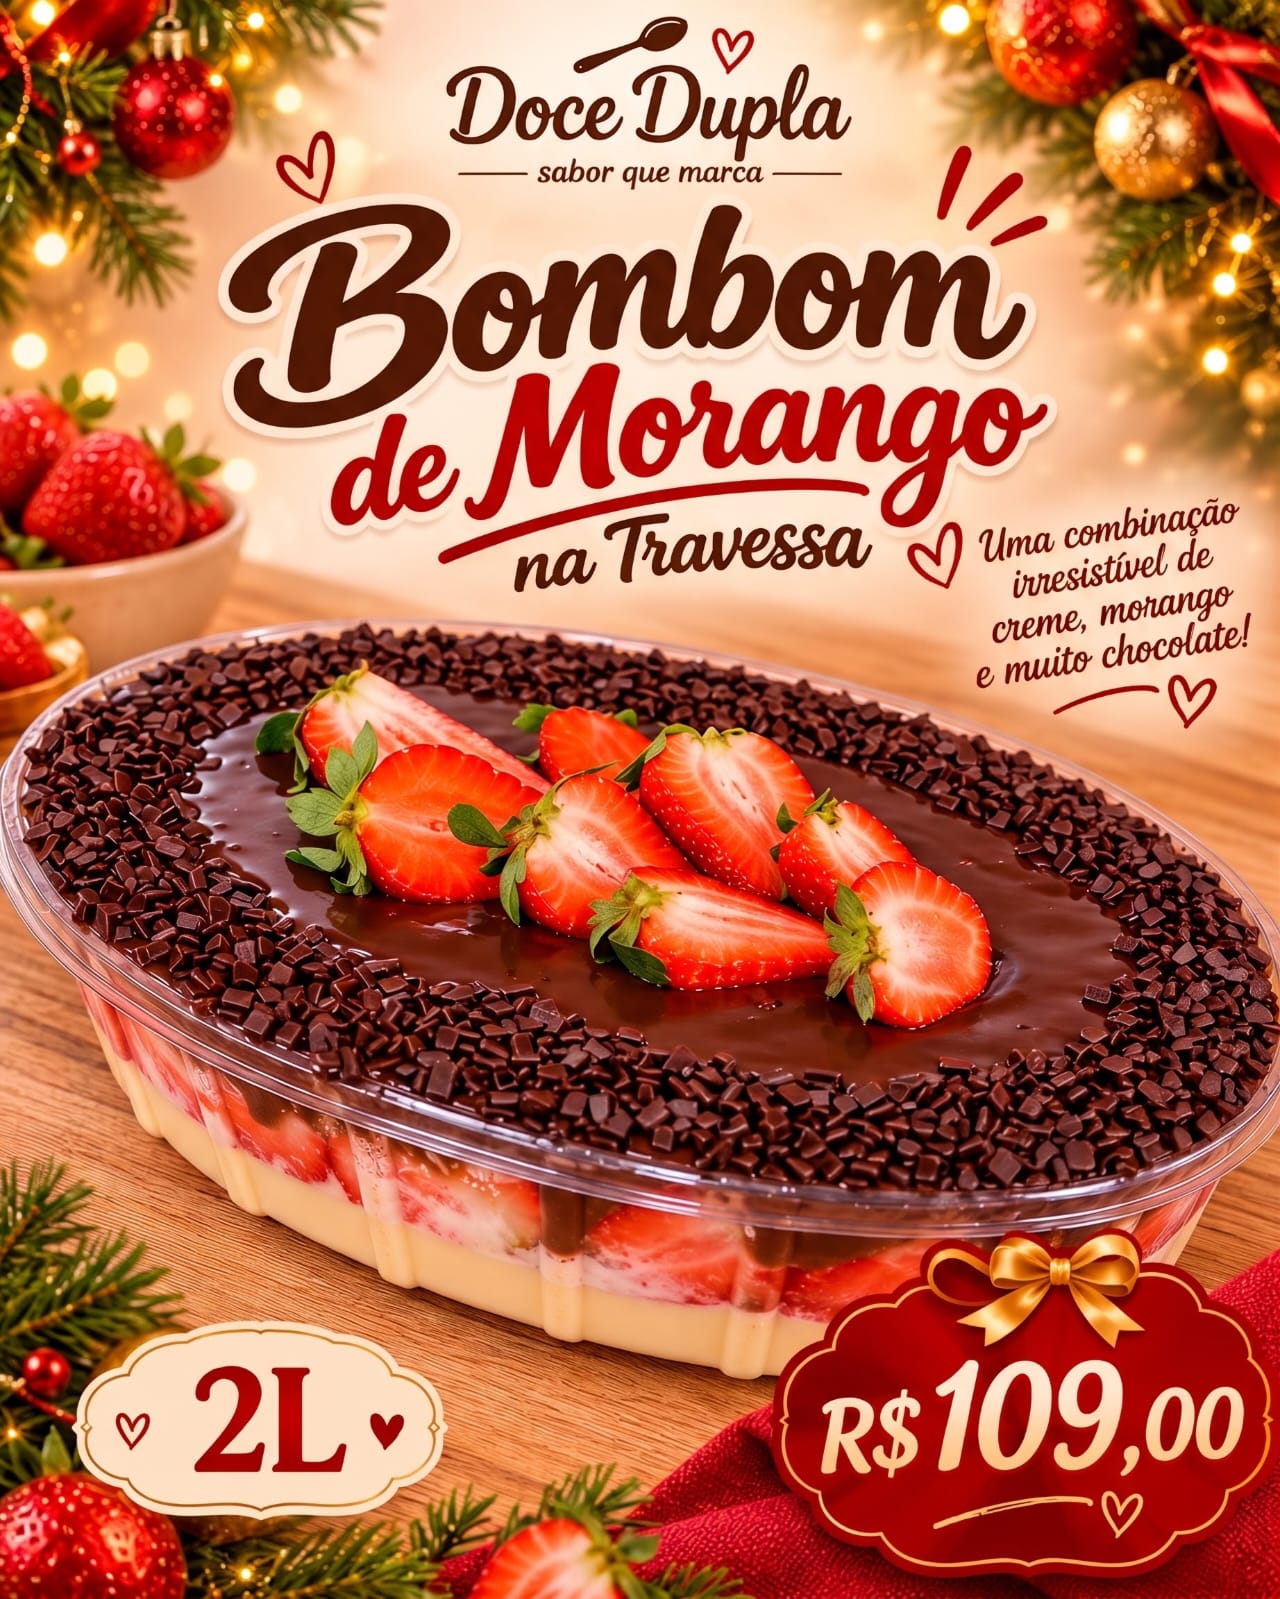 Doce Dupla
sabor que marca
Bombom
de Morango
na Travessa
Uma combinação
irresistível de
creme, morango
e muito chocolate!
2L
R$109,00